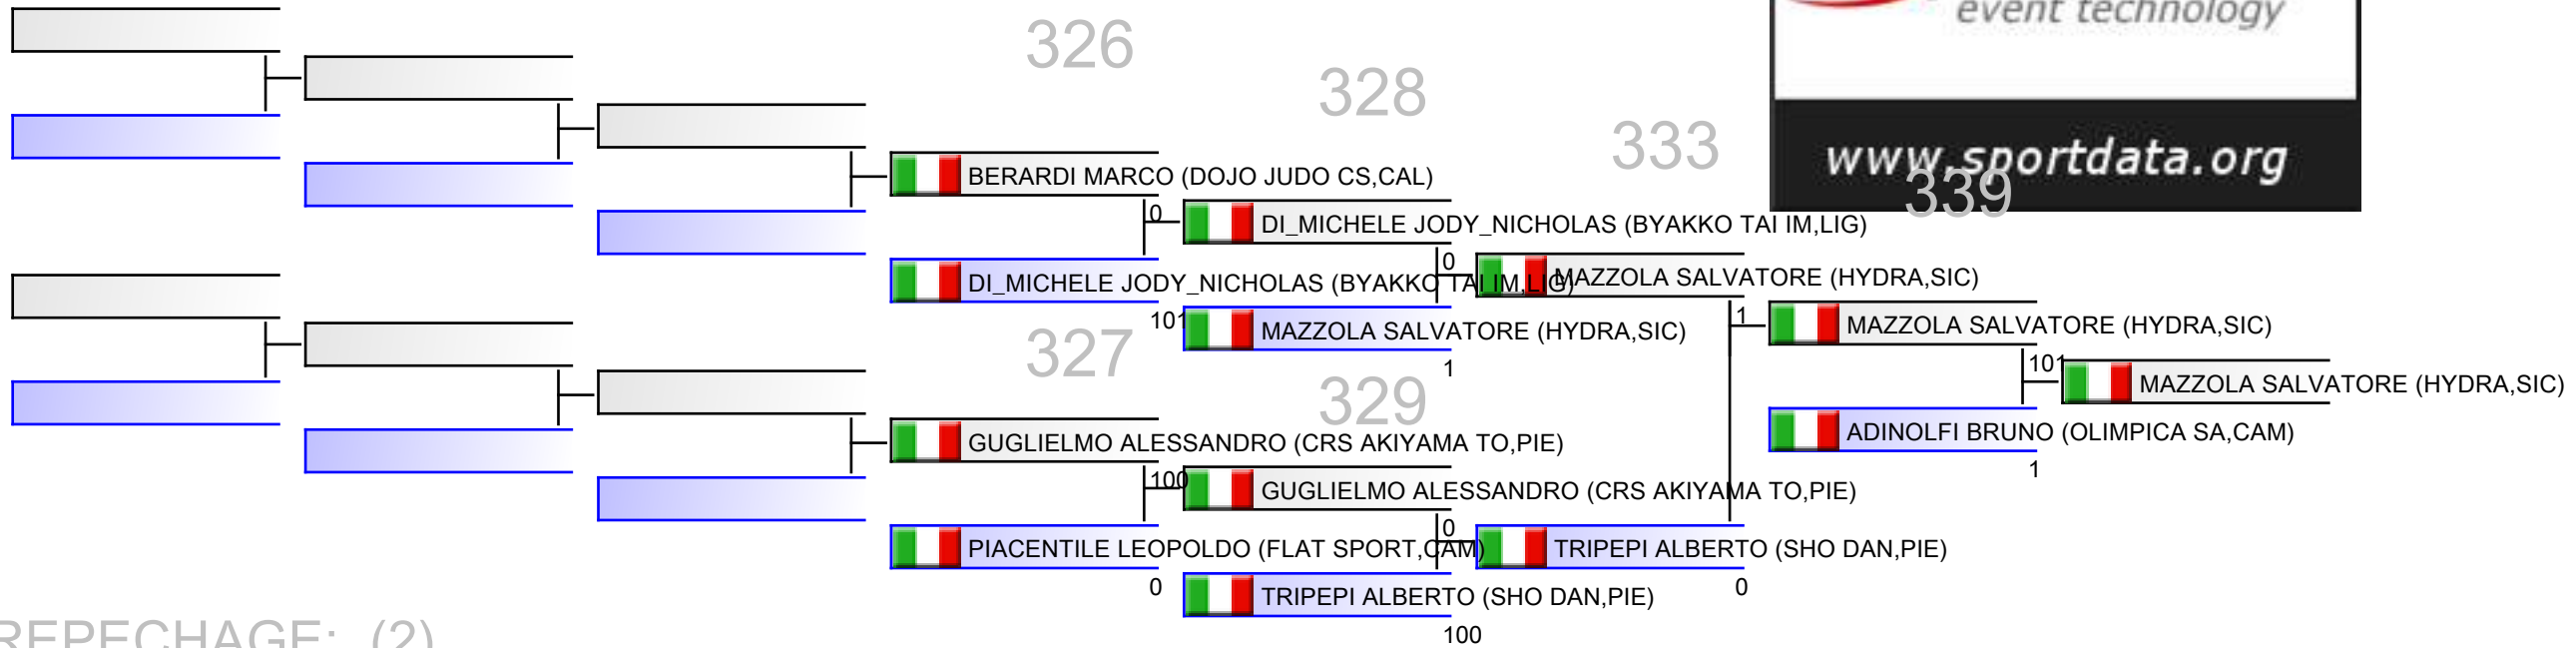 event technology
326
328
333
www.sportdata.org
339
BERARDI MARCO (DOJO JUDO CS,CAL)
0
DI_MICHELE JODY_NICHOLAS (BYAKKO TAI IM,LIG)
0
DI_MICHELE JODY_NICHOLAS (BYAKKO TAI IM,LIG)
MAZZOLA SALVATORE (HYDRA,SIC)
101
MAZZOLA SALVATORE (HYDRA,SIC)
1
1
MAZZOLA SALVATORE (HYDRA,SIC)
327
101
MAZZOLA SALVATORE (HYDRA,SIC)
329
ADINOLFI BRUNO (OLIMPICA SA,CAM)
1
GUGLIELMO ALESSANDRO (CRS AKIYAMA TO,PIE)
100
GUGLIELMO ALESSANDRO (CRS AKIYAMA TO,PIE)
0
PIACENTILE LEOPOLDO (FLAT SPORT,CAM)
TRIPEPI ALBERTO (SHO DAN,PIE)
0
0
TRIPEPI ALBERTO (SHO DAN,PIE)
100
REPECHAGE: (2)